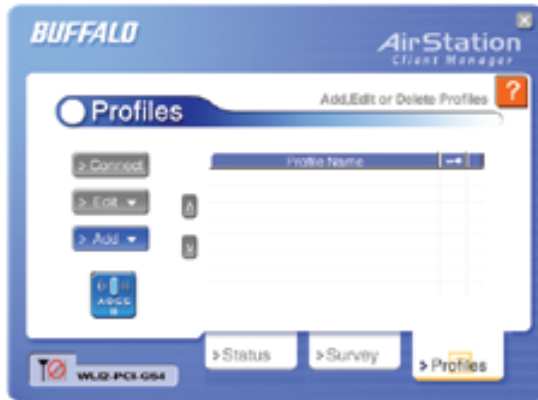 BUFFALO
AirStation
Client Manager
Profiles
Add,Edit or Delete Profiles
?
> Connect
Profile Name
> Edit
> Add
AOSS
> Status
> Survey
> Profiles
WLI2-PCI-G54